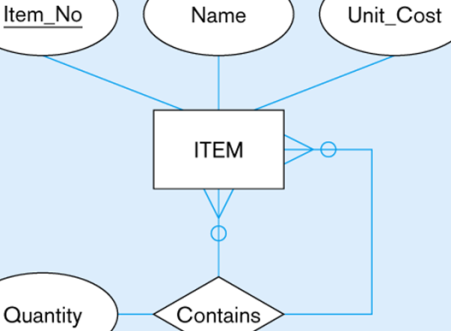 Item_No
Name
Unit_Cost
ITEM
Quantity
Contains